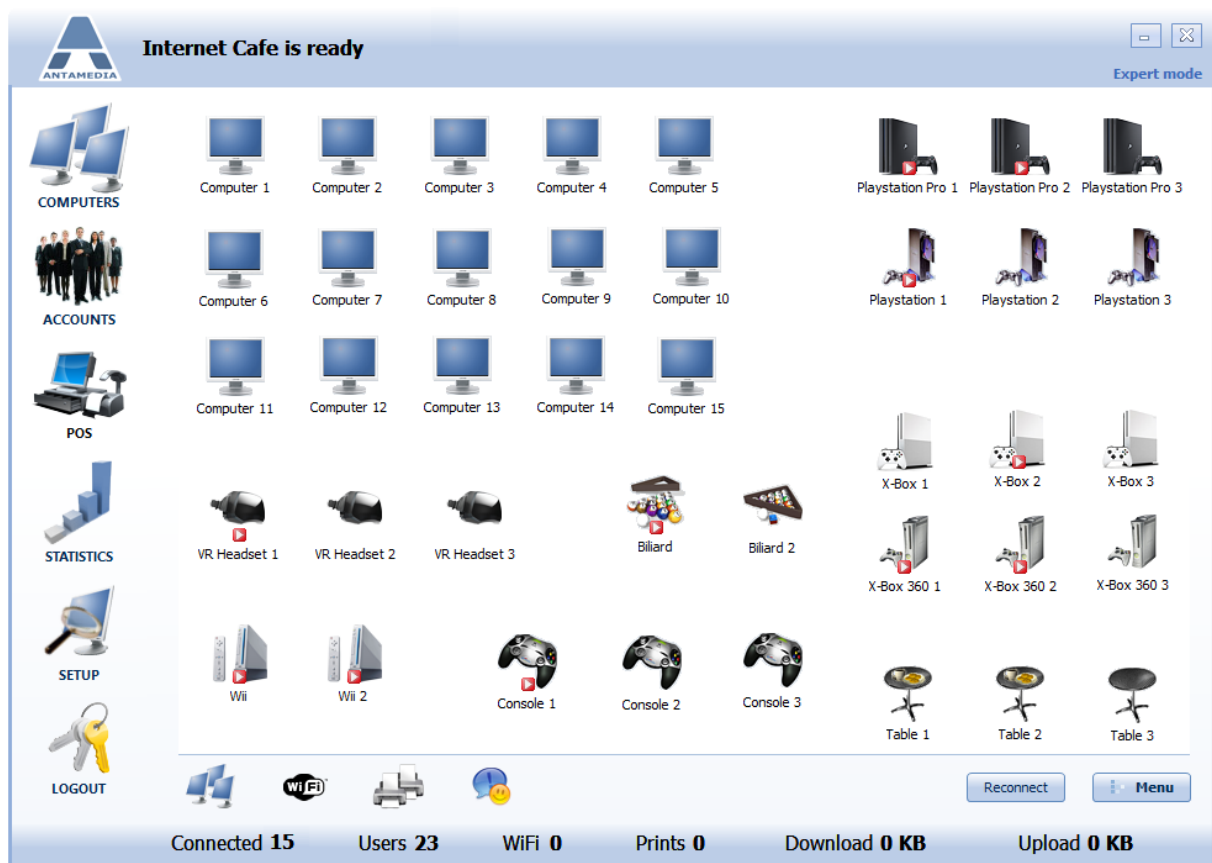 Internet Cafe is ready
ANTAMEDIA
Expert mode
COMPUTERS
ACCOUNTS
POS
STATISTICS
SETUP
LOGOUT
Computer 1 Computer 2 Computer 3 Computer 4 Computer 5 Playstation Pro 1 Playstation Pro 2 Playstation Pro 3
Computer 6 Computer 7 Computer 8 Computer 9 Computer 10 Playstation 1 Playstation 2 Playstation 3
Computer 11 Computer 12 Computer 13 Computer 14 Computer 15
X-Box 1 X-Box 2 X-Box 3
VR Headset 1 VR Headset 2 VR Headset 3 Biliard Biliard 2
X-Box 360 1 X-Box 360 2 X-Box 360 3
Wii Wii 2 Console 1 Console 2 Console 3
Table 1 Table 2 Table 3
WiFi
Reconnect Menu
Connected 15 Users 23 WiFi 0 Prints 0 Download 0 KB Upload 0 KB